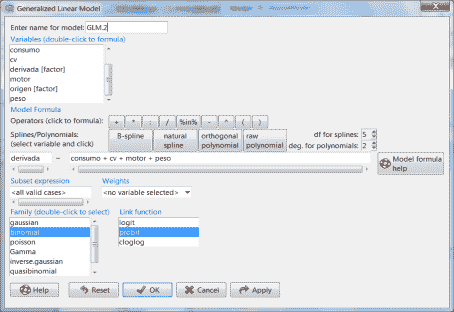 Generalized Linear Model
Enter name for model: GLM.2
Variables (double-click to formula)
consumo
cv
derivada [factor]
motor
origen [factor]
peso
Model Formula
Operators (click to formula): + * : / %in% - ^ ( )
Splines/Polynomials: B-spline natural spline orthogonal polynomial raw polynomial df for splines: 5
(select variable and click) deg. for polynomials: 2
derivada ~ consumo + cv + motor + peso Model formula help
Subset expression Weights
<all valid cases> <no variable selected>
Family (double-click to select) Link function
gaussian logit
binomial probit
poisson cloglog
Gamma
inverse.gaussian
quasibinomial
Help Reset OK Cancel Apply